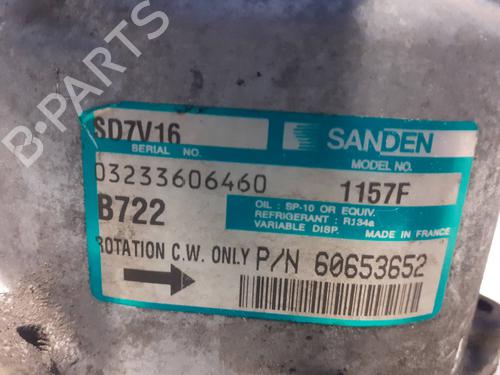 B-PARTS
SD7V16
SERIAL NO.
SANDEN
MODEL NO.
03233606460
1157F
B722
OIL : SP-10 OR EQUIV.
REFRIGERANT : R134a
VARIABLE DISP. MADE IN FRANCE
ROTATION C.W. ONLY
P/N 60653652